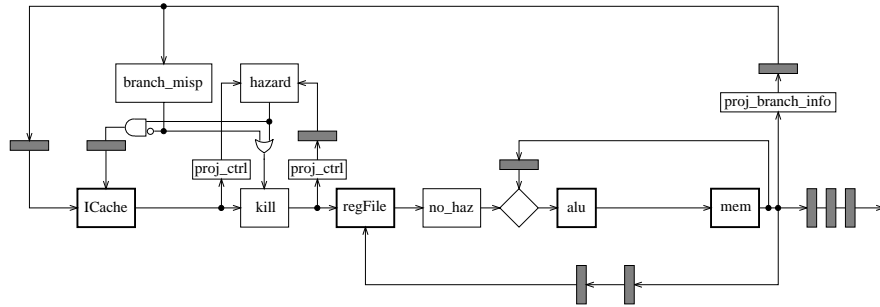 branch_misp
hazard
proj_branch_info
proj_ctrl
proj_ctrl
ICache
kill
regFile
no_haz
alu
mem